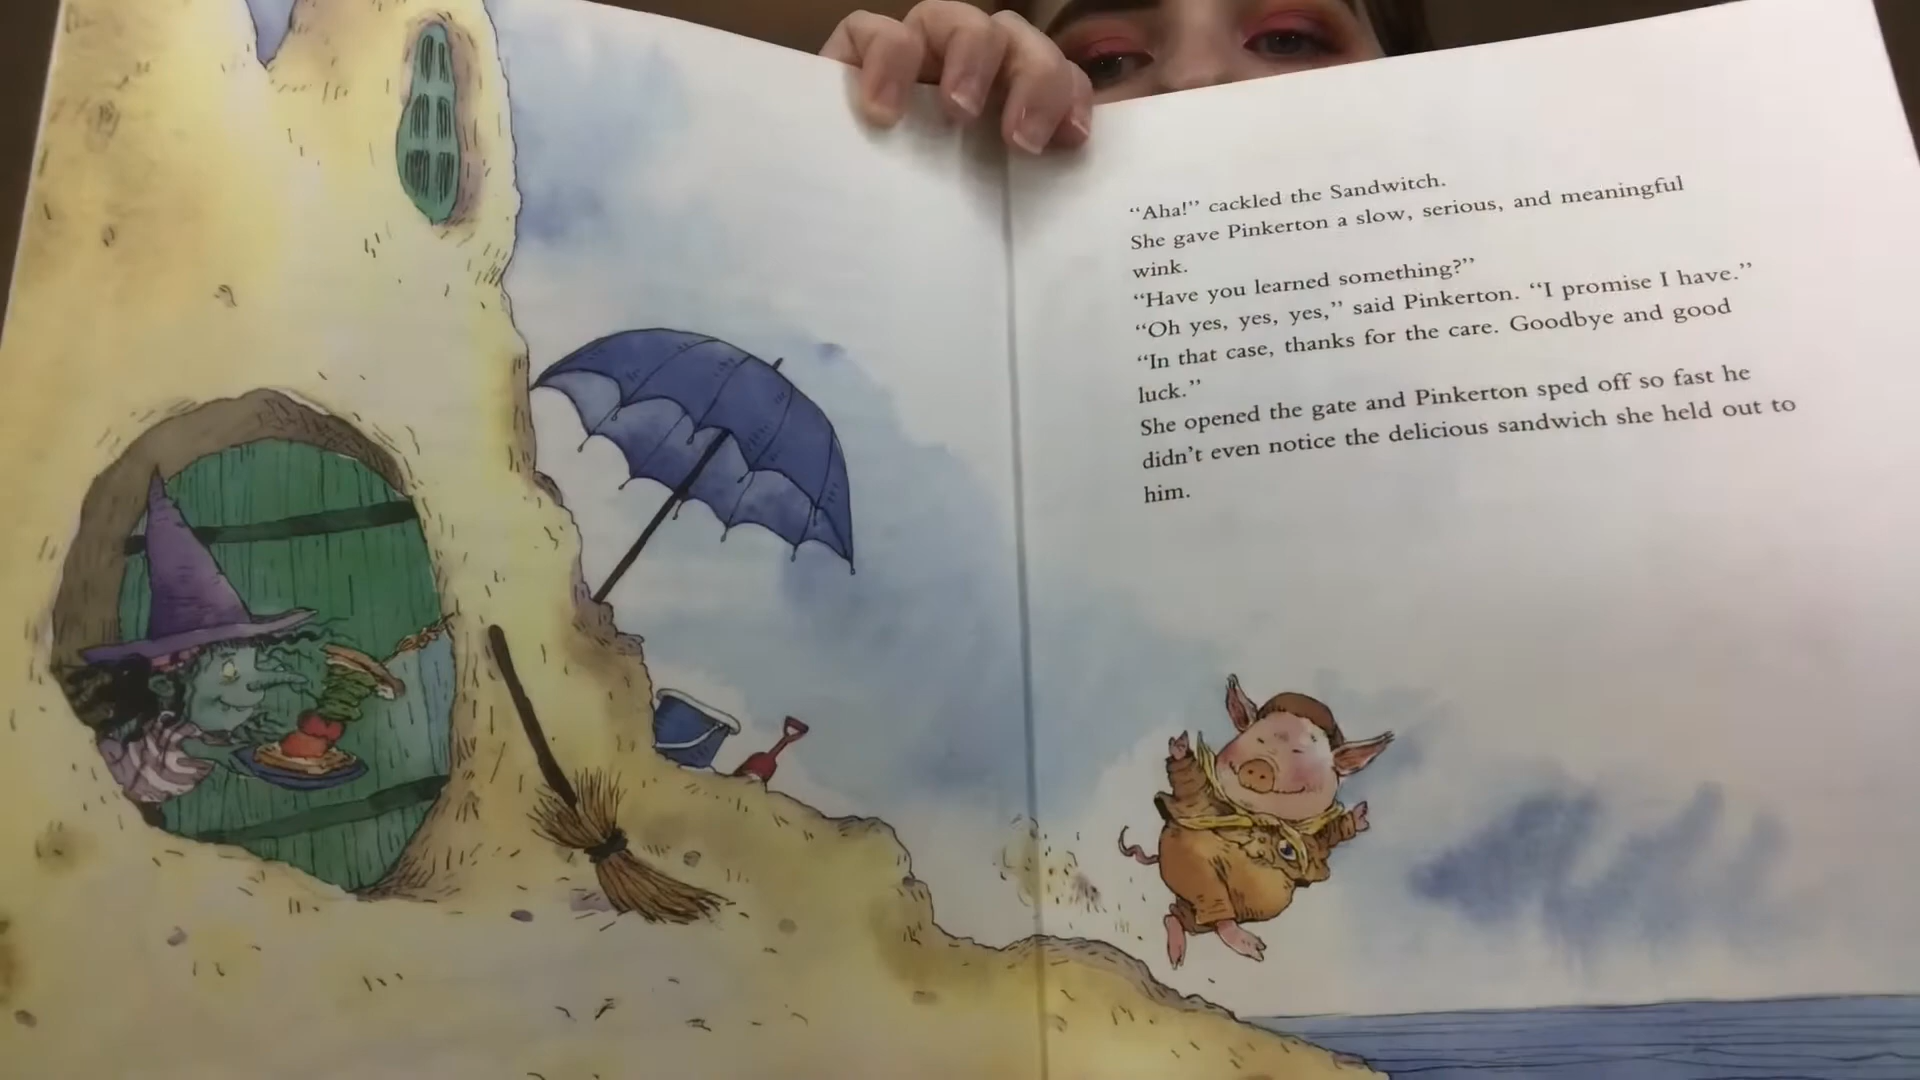 “Aha!” cackled the Sandwitch.
She gave Pinkerton a slow, serious, and meaningful
wink.
“Have you learned something?”
“Oh yes, yes, yes,” said Pinkerton. “I promise I have.”
“In that case, thanks for the care. Goodbye and good
luck.”
She opened the gate and Pinkerton sped off so fast he
didn’t even notice the delicious sandwich she held out to
him.